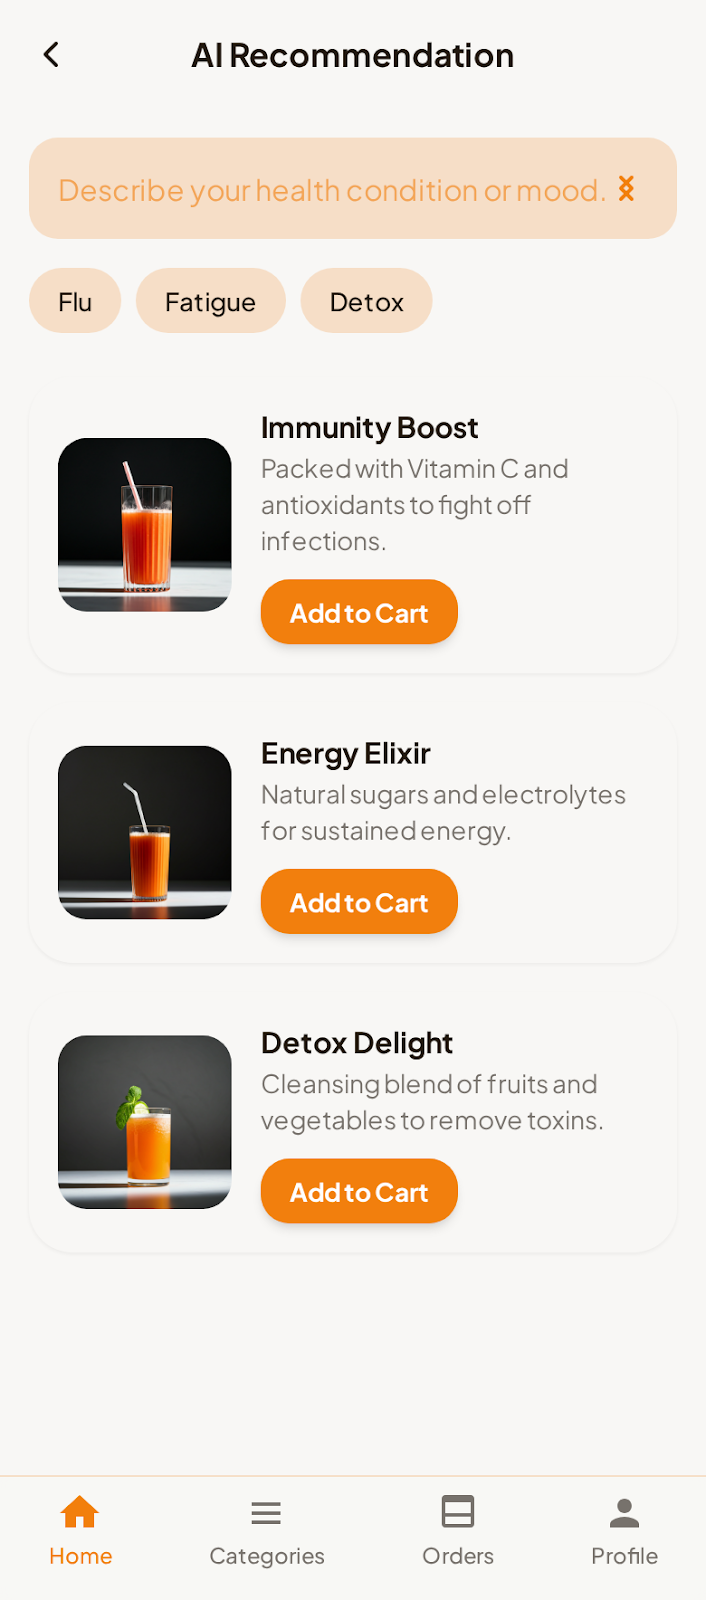 AI Recommendation
Describe your health condition or mood.
Flu
Fatigue
Detox
Immunity Boost
Packed with Vitamin C and
antioxidants to fight off
infections.
Add to Cart
Energy Elixir
Natural sugars and electrolytes
for sustained energy.
Add to Cart
Detox Delight
Cleansing blend of fruits and
vegetables to remove toxins.
Add to Cart
Home
Categories
Orders
Profile